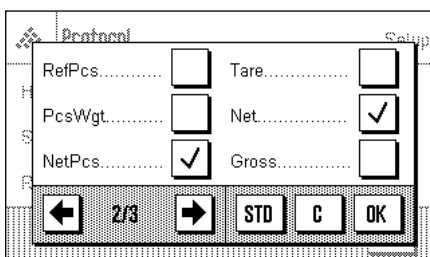 Protocol Setup
RefPcs............ Tare..............
PcsWgt............ Net...............
NetPcs............ Gross.............
2/3 STD C OK